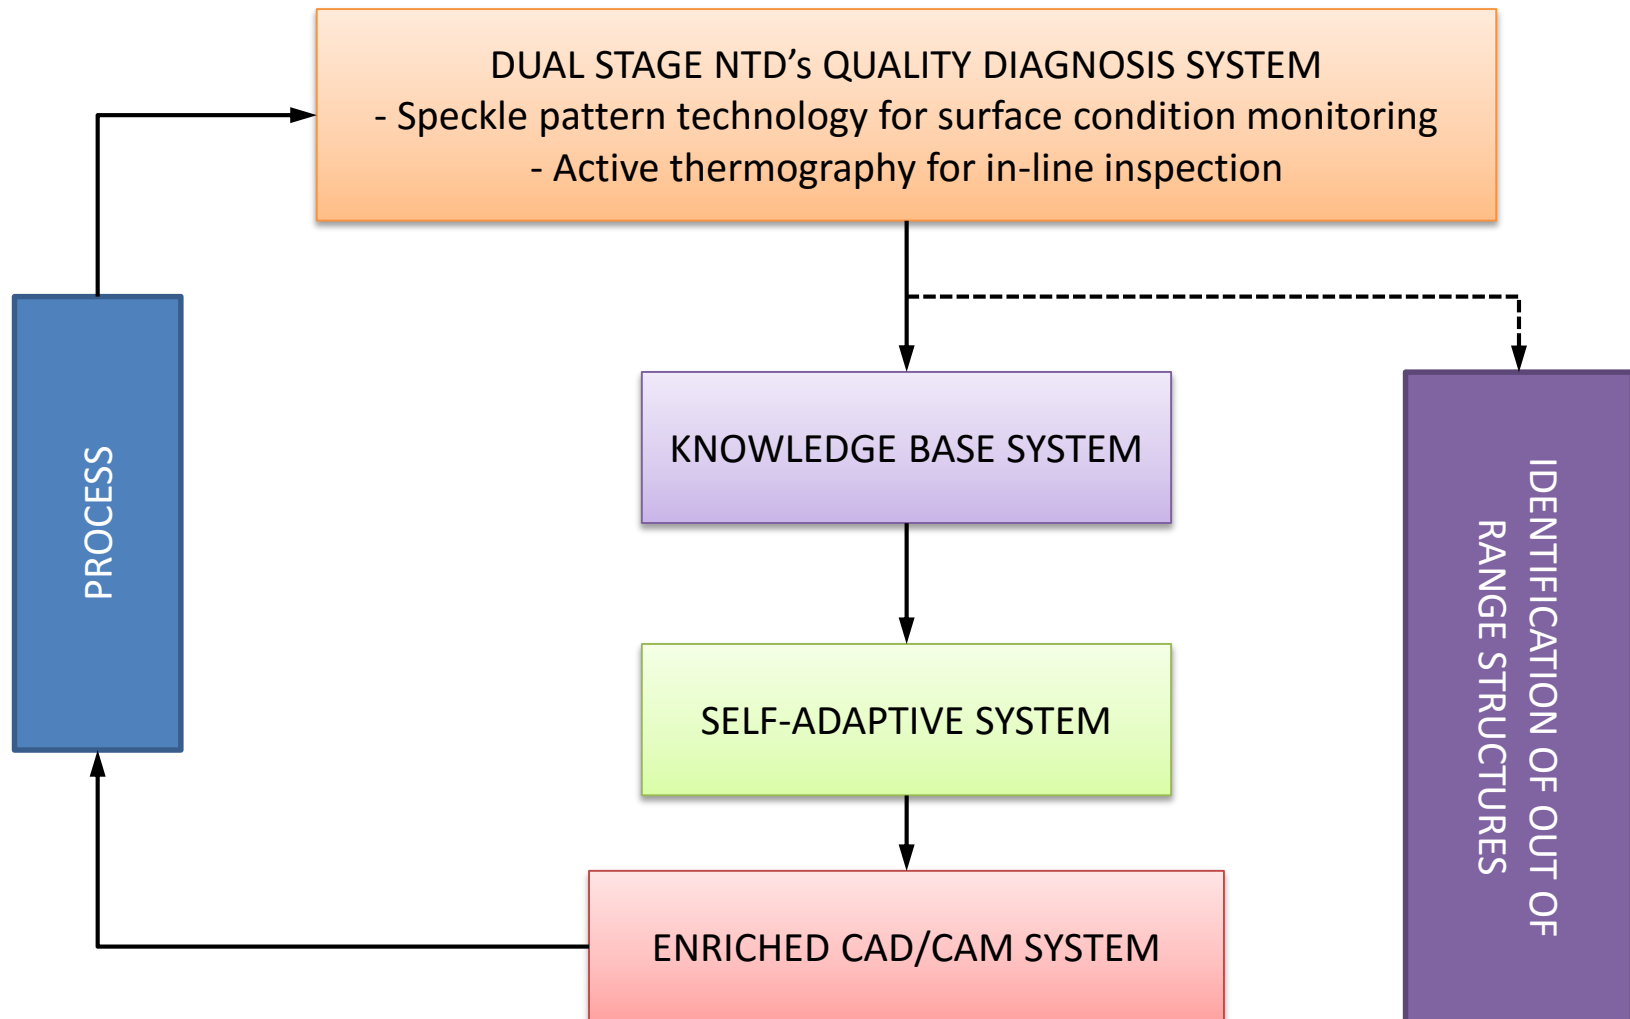 DUAL STAGE NTD’s QUALITY DIAGNOSIS SYSTEM
- Speckle pattern technology for surface condition monitoring
- Active thermography for in-line inspection
PROCESS
KNOWLEDGE BASE SYSTEM
IDENTIFICATION OF OUT OF
RANGE STRUCTURES
SELF-ADAPTIVE SYSTEM
ENRICHED CAD/CAM SYSTEM